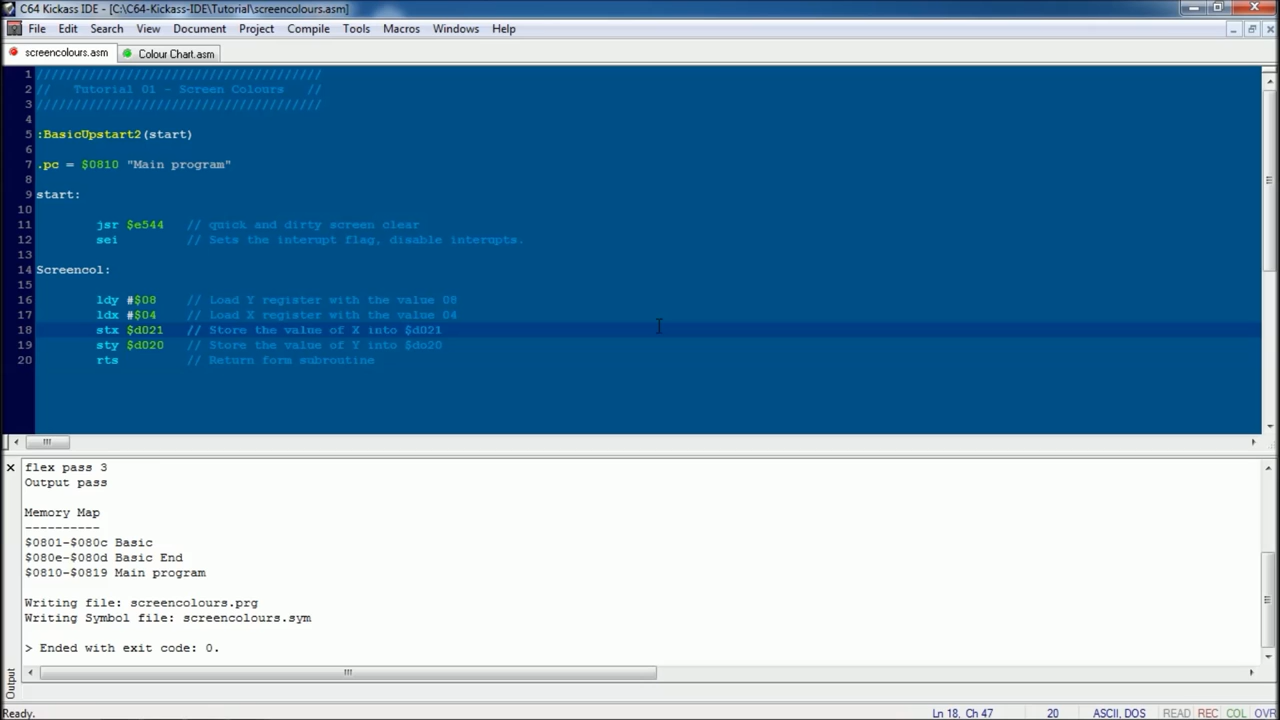 C64 Kickass IDE - [C:\C64-Kickass-IDE\Tutorial\screencolours.asm]
File Edit Search View Document Project Compile Tools Macros Windows Help
screencolours.asm Colour Chart.asm
1 //////////////////////////////////////
2 // Tutorial 01 - Screen Colours //
3 //////////////////////////////////////
4
5 :BasicUpstart2(start)
6
7 .pc = $0810 "Main program"
8
9 start:
10
11 jsr $e544 // quick and dirty screen clear
12 sei // Sets the interupt flag, disable interupts.
13
14 Screencol:
15
16 ldy #$08 // Load Y register with the value 08
17 ldx #$04 // Load X register with the value 04
18 stx $d021 // Store the value of X into $d021
19 sty $d020 // Store the value of Y into $do20
20 rts // Return form subroutine
flex pass 3
Output pass
Memory Map
----------
$0801-$080c Basic
$080e-$080d Basic End
$0810-$0819 Main program
Writing file: screencolours.prg
Writing Symbol file: screencolours.sym
> Ended with exit code: 0.
Output
Ready. Ln 18, Ch 47 20 ASCII, DOS READ REC COL OVR